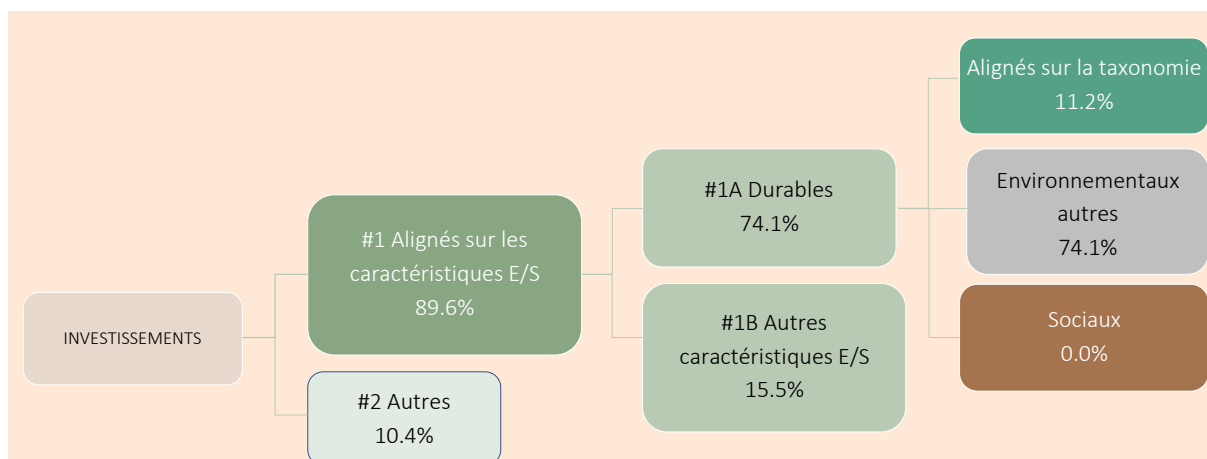 INVESTISSEMENTS
#1 Alignés sur les
caractéristiques E/S
89.6%
#2 Autres
10.4%
#1A Durables
74.1%
#1B Autres
caractéristiques E/S
15.5%
Alignés sur la taxonomie
11.2%
Environnementaux
autres
74.1%
Sociaux
0.0%